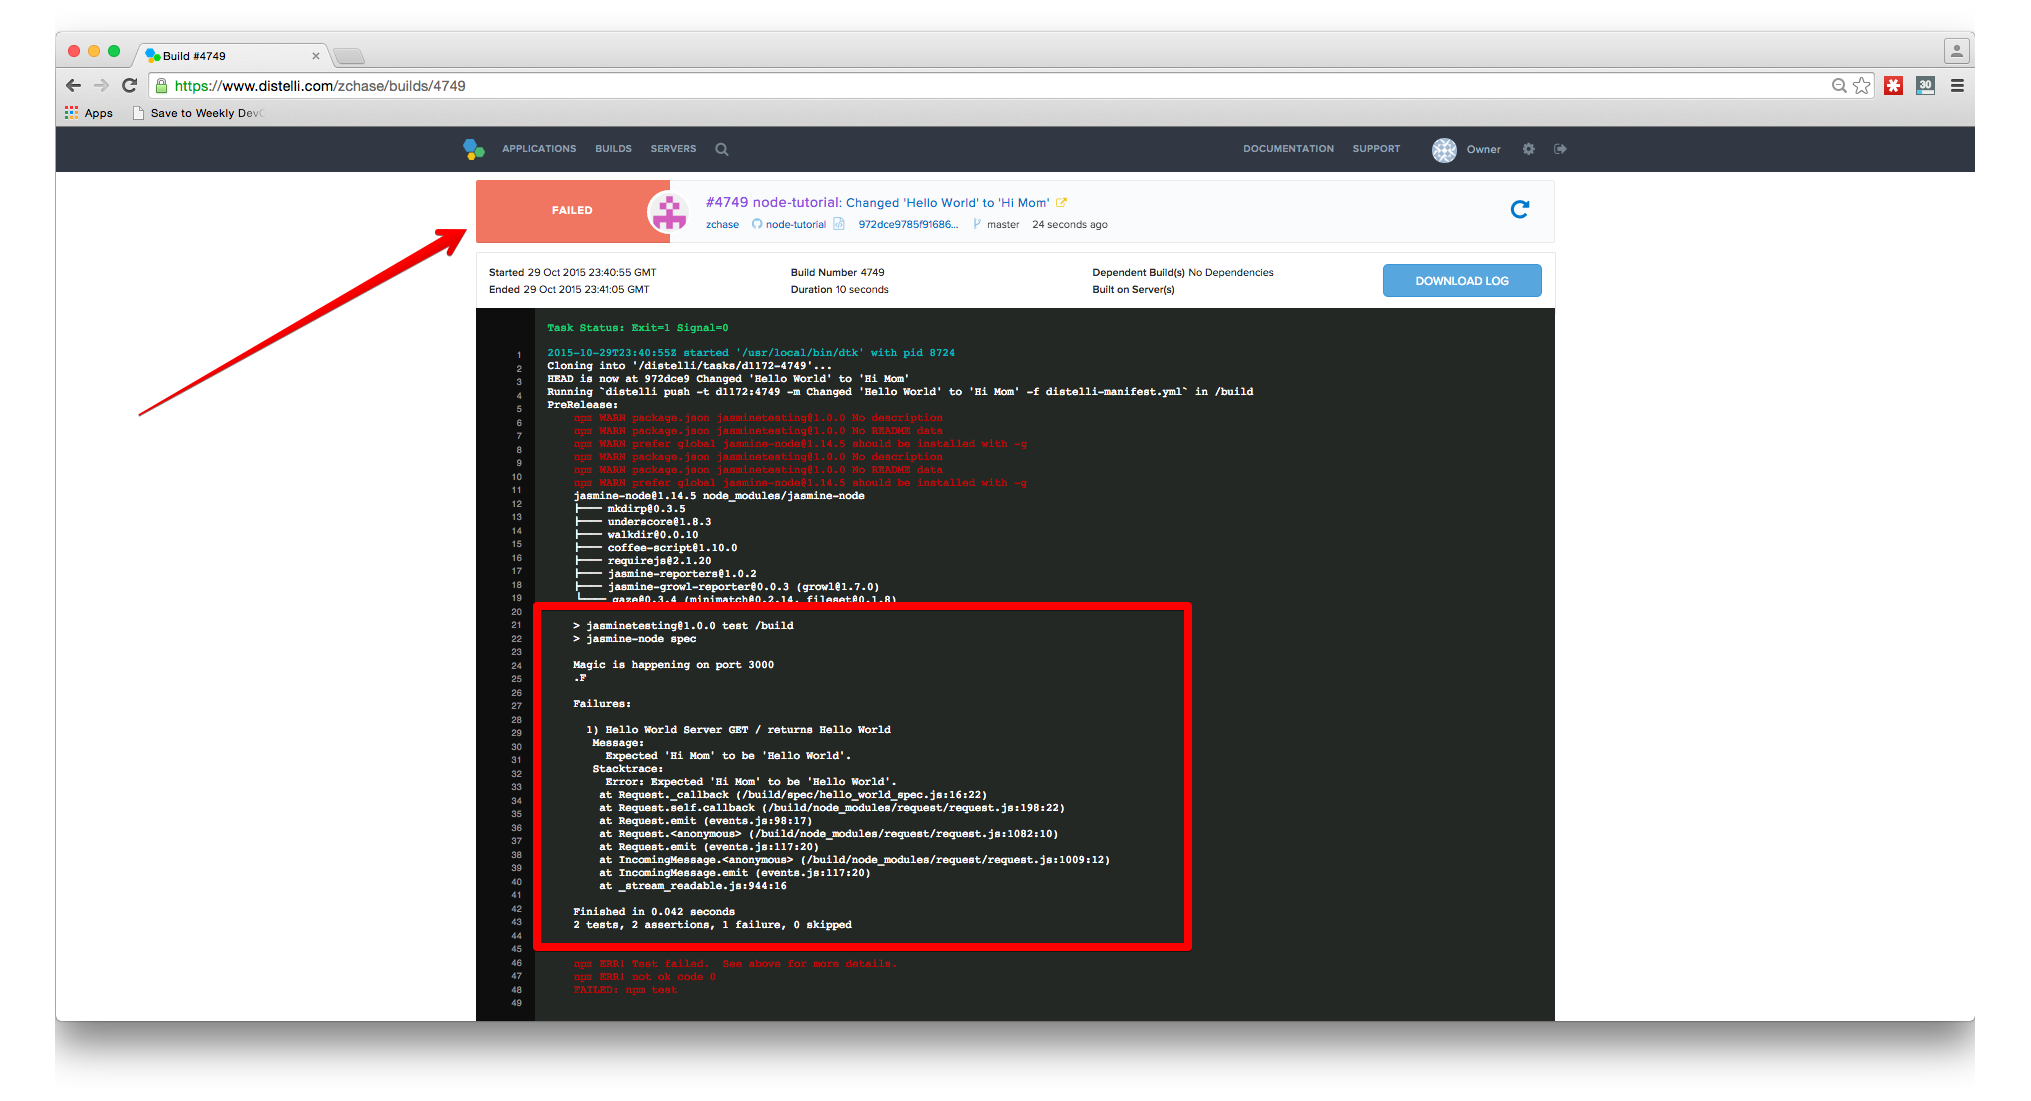 Build #4749
https://www.distelli.com/zchase/builds/4749
30
Apps Save to Weekly Dev
APPLICATIONS BUILDS SERVERS DOCUMENTATION SUPPORT Owner
FAILED
#4749 node-tutorial: Changed 'Hello World' to 'Hi Mom'
zchase node-tutorial 972dce9785f91686... master 24 seconds ago
Started 29 Oct 2015 23:40:55 GMT Build Number 4749 Dependent Build(s) No Dependencies
Ended 29 Oct 2015 23:41:05 GMT Duration 10 seconds Built on Server(s)
DOWNLOAD LOG
Task Status: Exit=1 Signal=0
1 2015-10-29T23:40:55Z started '/usr/local/bin/dtk' with pid 8724
2 Cloning into '/distelli/tasks/d1172-4749'...
3 HEAD is now at 972dce9 Changed 'Hello World' to 'Hi Mom'
4 Running `distelli push -t d1172:4749 -m Changed 'Hello World' to 'Hi Mom' -f distelli-manifest.yml` in /build
5 PreRelease:
6 npm WARN package.json jasminetesting@1.0.0 No description
7 npm WARN package.json jasminetesting@1.0.0 No README data
8 npm WARN prefer global jasmine-node@1.14.5 should be installed with -g
9 npm WARN package.json jasminetesting@1.0.0 No description
10 npm WARN package.json jasminetesting@1.0.0 No README data
11 npm WARN prefer global jasmine-node@1.14.5 should be installed with -g
12 jasmine-node@1.14.5 node_modules/jasmine-node
13 ├── mkdirp@0.3.5
14 ├── underscore@1.8.3
15 ├── walkdir@0.0.10
16 ├── coffee-script@1.10.0
17 ├── requirejs@2.1.20
18 ├── jasmine-reporters@1.0.2
19 ├── jasmine-growl-reporter@0.0.3 (growl@1.7.0)
20 └── gaze@0.3.4 (minimatch@0.2.14, fileset@0.1.8)
21
22 > jasminetesting@1.0.0 test /build
23 > jasmine-node spec
24
25 Magic is happening on port 3000
26 .F
27
28 Failures:
29
30 1) Hello World Server GET / returns Hello World
31 Message:
32 Expected 'Hi Mom' to be 'Hello World'.
33 Stacktrace:
34 Error: Expected 'Hi Mom' to be 'Hello World'.
35 at Request._callback (/build/spec/hello_world_spec.js:16:22)
36 at Request.self.callback (/build/node_modules/request/request.js:198:22)
37 at Request.emit (events.js:98:17)
38 at Request.<anonymous> (/build/node_modules/request/request.js:1082:10)
39 at Request.emit (events.js:117:20)
40 at IncomingMessage.<anonymous> (/build/node_modules/request/request.js:1009:12)
41 at IncomingMessage.emit (events.js:117:20)
42 at _stream_readable.js:944:16
43
44 Finished in 0.042 seconds
45 2 tests, 2 assertions, 1 failure, 0 skipped
46
47 npm ERR! Test failed. See above for more details.
48 npm ERR! not ok code 0
49 FAILED: npm test